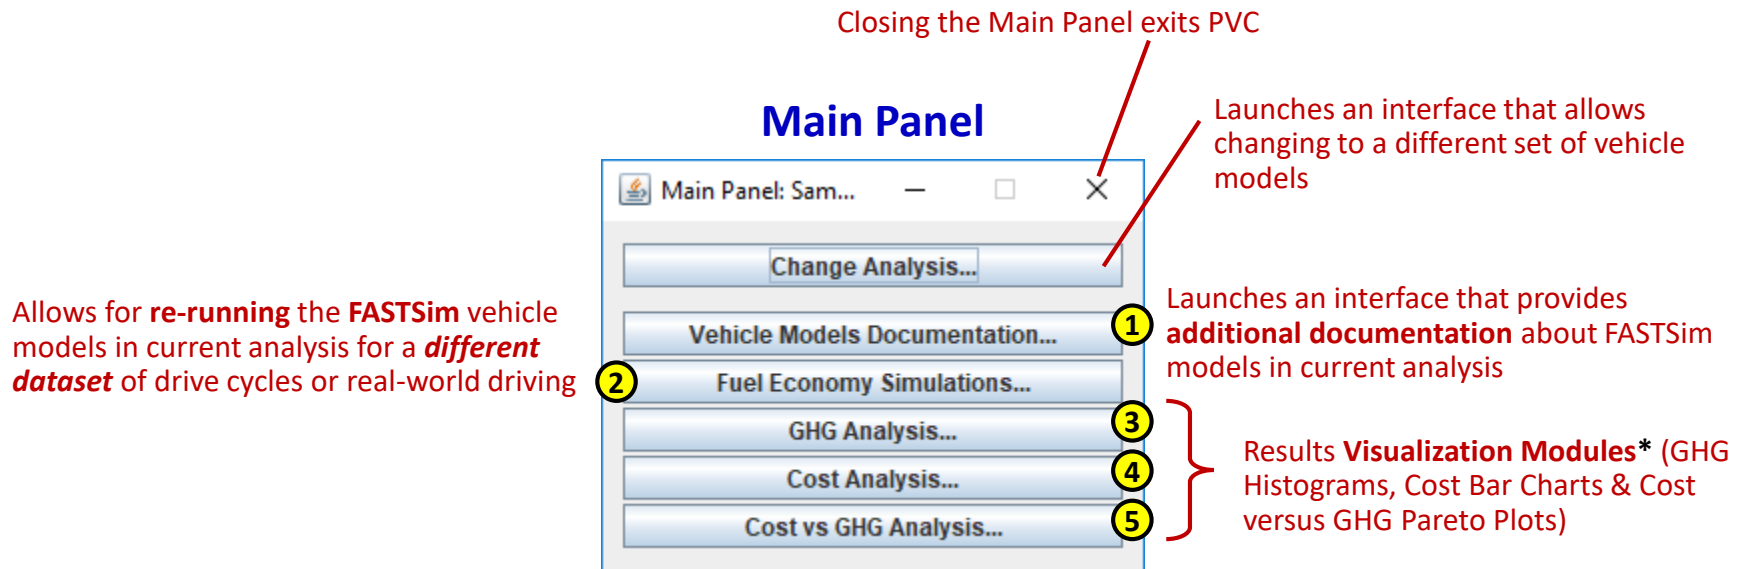 Closing the Main Panel exits PVC
Main Panel
Launches an interface that allows
changing to a different set of vehicle
models
Main Panel: Sam...
Change Analysis...
Allows for re-running the FASTSim vehicle
models in current analysis for a different
dataset of drive cycles or real-world driving
Launches an interface that provides
additional documentation about FASTSim
models in current analysis
Vehicle Models Documentation...
1
2
Fuel Economy Simulations...
GHG Analysis...
3
Cost Analysis...
4
Cost vs GHG Analysis...
5
Results Visualization Modules* (GHG
Histograms, Cost Bar Charts & Cost
versus GHG Pareto Plots)